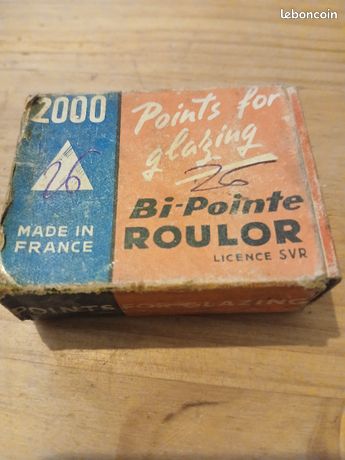 leboncoin
2000
Points for
glazing
26
26
Bi-Pointe
ROULOR
MADE IN
FRANCE
LICENCE SVR
POINTS FOR GLAZING